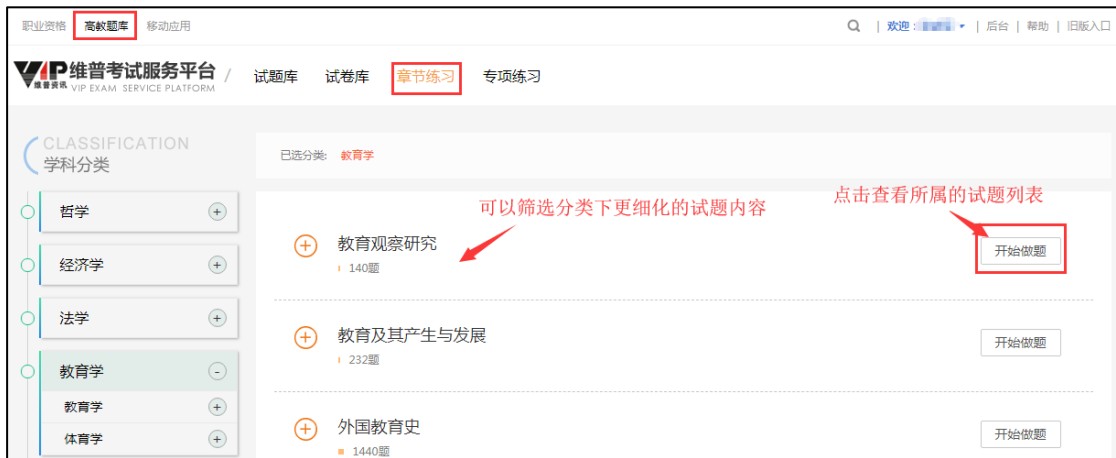 职业资格 高教题库 移动应用 | 欢迎: | 后台 | 帮助 | 旧版入口
VIP 维普考试服务平台 / 试题库 试卷库 章节练习 专项练习
维普资讯 VIP EXAM SERVICE PLATFORM
CLASSIFICATION
学科分类
已选分类: 教育学
哲学
经济学
法学
教育学
教育学
体育学
可以筛选分类下更细化的试题内容
点击查看所属的试题列表
教育观察研究
140题
开始做题
教育及其产生与发展
232题
开始做题
外国教育史
1440题
开始做题